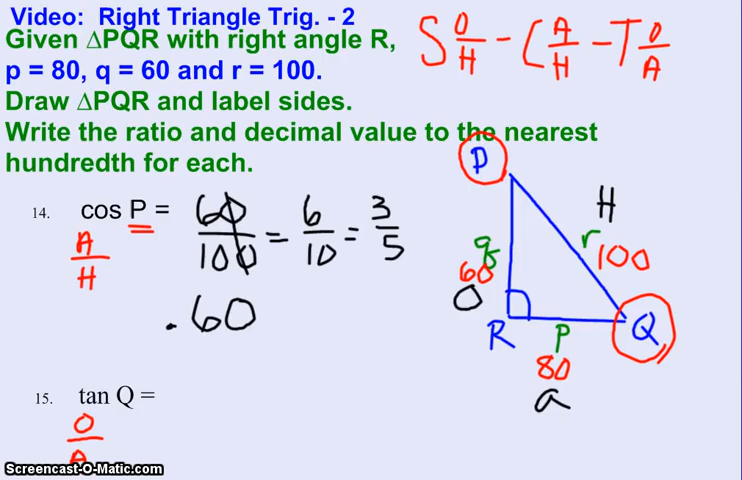 Video: Right Triangle Trig. - 2
Given △PQR with right angle R,
p = 80, q = 60 and r = 100.
Draw △PQR and label sides.
Write the ratio and decimal value to the nearest
hundredth for each.
S O/H - C A/H - T O/A
14. cos P = 60/100 = 6/10 = 3/5
A/H
.60
P
H
q
60
O
r
100
R
P
Q
80
a
15. tan Q =
O/A
Screencast-O-Matic.com